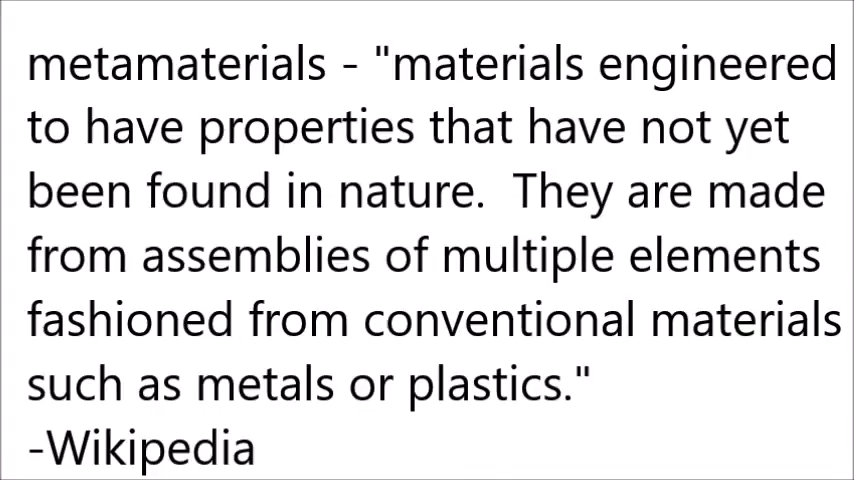 metamaterials - "materials engineered
to have properties that have not yet
been found in nature.  They are made
from assemblies of multiple elements
fashioned from conventional materials
such as metals or plastics."
-Wikipedia